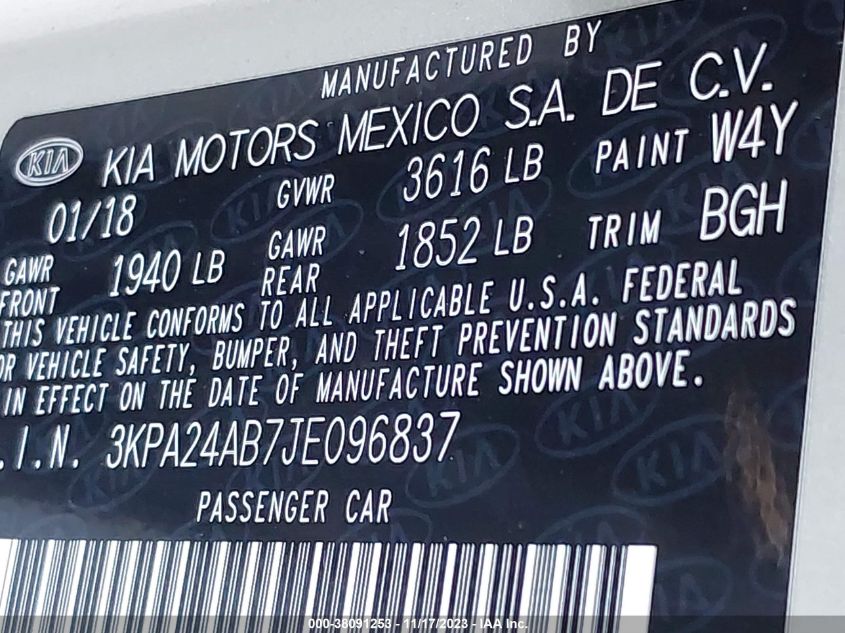 MANUFACTURED BY
KIA KIA MOTORS MEXICO S.A. DE C.V.
01/18 GVWR 3616 LB PAINT W4Y
GAWR FRONT 1940 LB GAWR REAR 1852 LB TRIM BGH
THIS VEHICLE CONFORMS TO ALL APPLICABLE U.S.A. FEDERAL
OR VEHICLE SAFETY, BUMPER, AND THEFT PREVENTION STANDARDS
IN EFFECT ON THE DATE OF MANUFACTURE SHOWN ABOVE.
.I.N. 3KPA24AB7JE096837
PASSENGER CAR
000-38091253 - 11/17/2023 - IAA Inc.